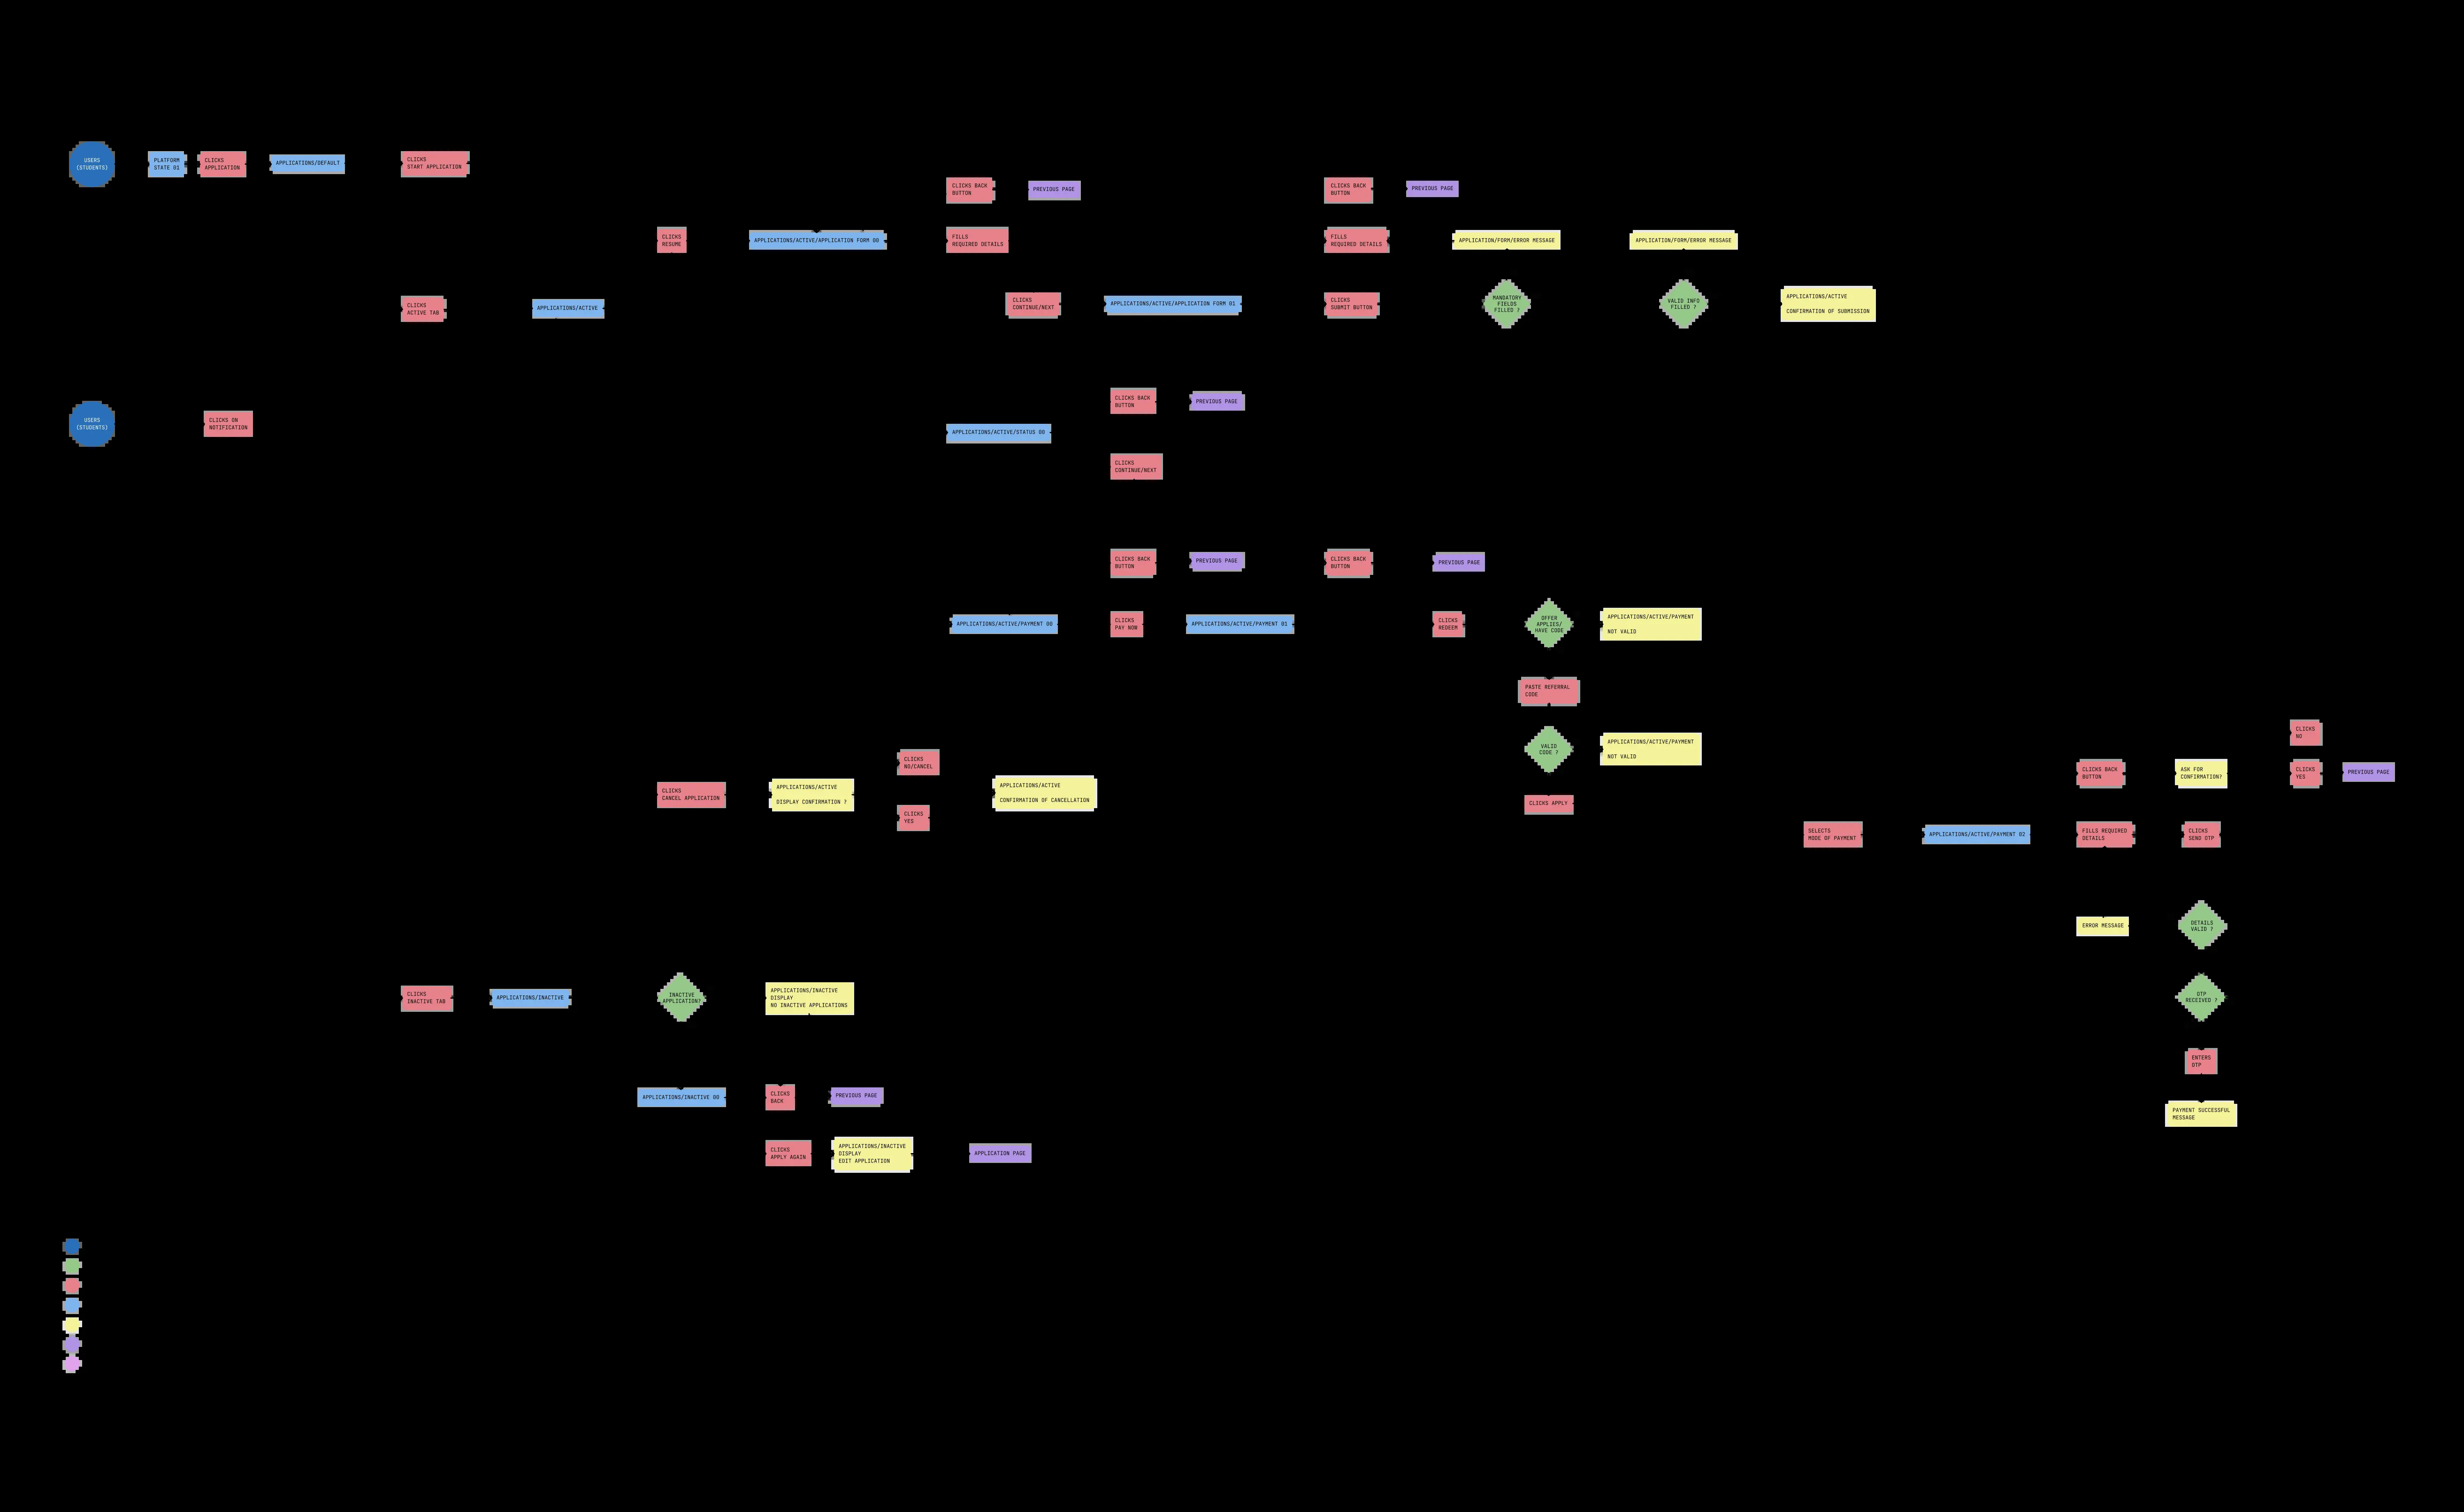 USERS
(STUDENTS)
PLATFORM
STATE 01
CLICKS
APPLICATION
APPLICATIONS/DEFAULT
CLICKS
START APPLICATION
CLICKS BACK
BUTTON
PREVIOUS PAGE
CLICKS BACK
BUTTON
PREVIOUS PAGE
CLICKS
RESUME
APPLICATIONS/ACTIVE/APPLICATION FORM 00
FILLS
REQUIRED DETAILS
FILLS
REQUIRED DETAILS
APPLICATION/FORM/ERROR MESSAGE
APPLICATION/FORM/ERROR MESSAGE
CLICKS
ACTIVE TAB
APPLICATIONS/ACTIVE
CLICKS
CONTINUE/NEXT
APPLICATIONS/ACTIVE/APPLICATION FORM 01
CLICKS
SUBMIT BUTTON
MANDATORY
FIELDS
FILLED ?
VALID INFO
FILLED ?
APPLICATIONS/ACTIVE
CONFIRMATION OF SUBMISSION
USERS
(STUDENTS)
CLICKS ON
NOTIFICATION
CLICKS BACK
BUTTON
PREVIOUS PAGE
APPLICATIONS/ACTIVE/STATUS 00
CLICKS
CONTINUE/NEXT
CLICKS BACK
BUTTON
PREVIOUS PAGE
CLICKS BACK
BUTTON
PREVIOUS PAGE
APPLICATIONS/ACTIVE/PAYMENT 00
CLICKS
PAY NOW
APPLICATIONS/ACTIVE/PAYMENT 01
CLICKS
REDEEM
OFFER
APPLIES/
HAVE CODE
APPLICATIONS/ACTIVE/PAYMENT
NOT VALID
PASTE REFERRAL
CODE
VALID
CODE ?
APPLICATIONS/ACTIVE/PAYMENT
NOT VALID
CLICKS
NO
CLICKS
NO/CANCEL
CLICKS BACK
BUTTON
ASK FOR
CONFIRMATION?
CLICKS
YES
PREVIOUS PAGE
CLICKS
CANCEL APPLICATION
APPLICATIONS/ACTIVE
DISPLAY CONFIRMATION ?
APPLICATIONS/ACTIVE
CONFIRMATION OF CANCELLATION
CLICKS
YES
CLICKS APPLY
SELECTS
MODE OF PAYMENT
APPLICATIONS/ACTIVE/PAYMENT 02
FILLS REQUIRED
DETAILS
CLICKS
SEND OTP
ERROR MESSAGE
DETAILS
VALID ?
CLICKS
INACTIVE TAB
APPLICATIONS/INACTIVE
INACTIVE
APPLICATION?
APPLICATIONS/INACTIVE
DISPLAY
NO INACTIVE APPLICATIONS
OTP
RECEIVED ?
ENTERS
OTP
APPLICATIONS/INACTIVE 00
CLICKS
BACK
PREVIOUS PAGE
PAYMENT SUCCESSFUL
MESSAGE
CLICKS
APPLY AGAIN
APPLICATIONS/INACTIVE
DISPLAY
EDIT APPLICATION
APPLICATION PAGE